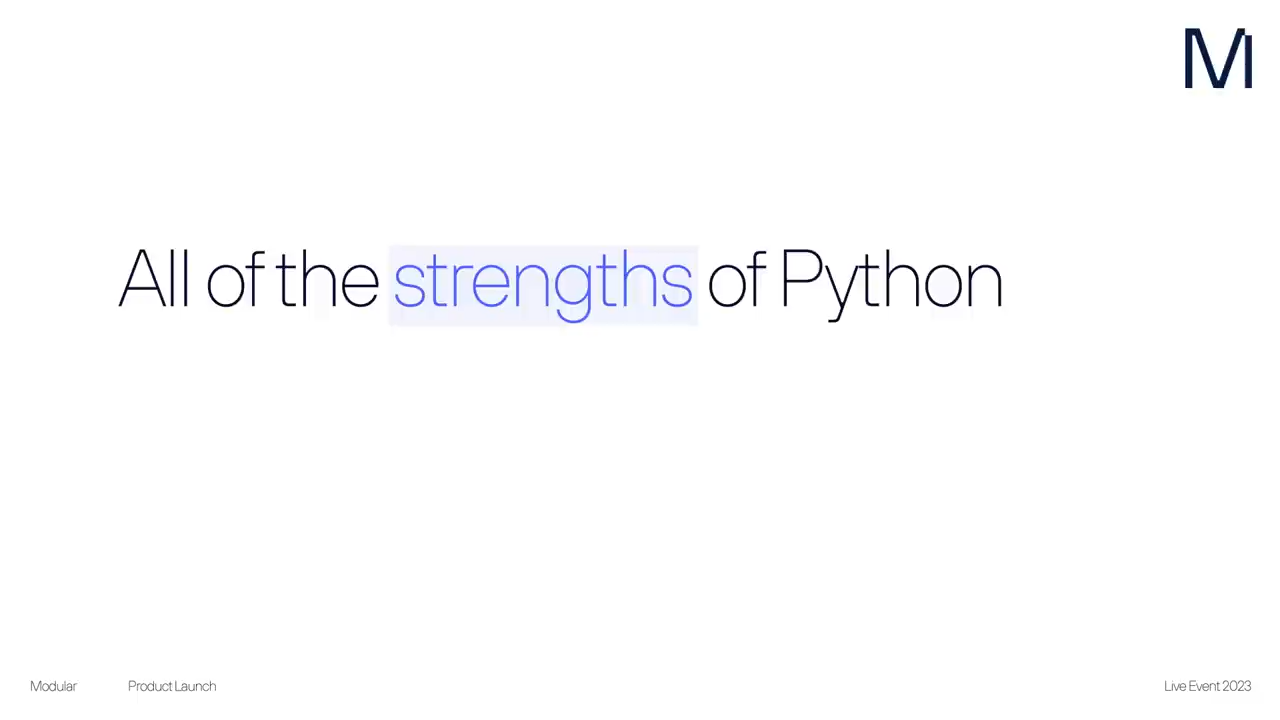 M
All of the strengths of Python
Modular
Product Launch
Live Event 2023